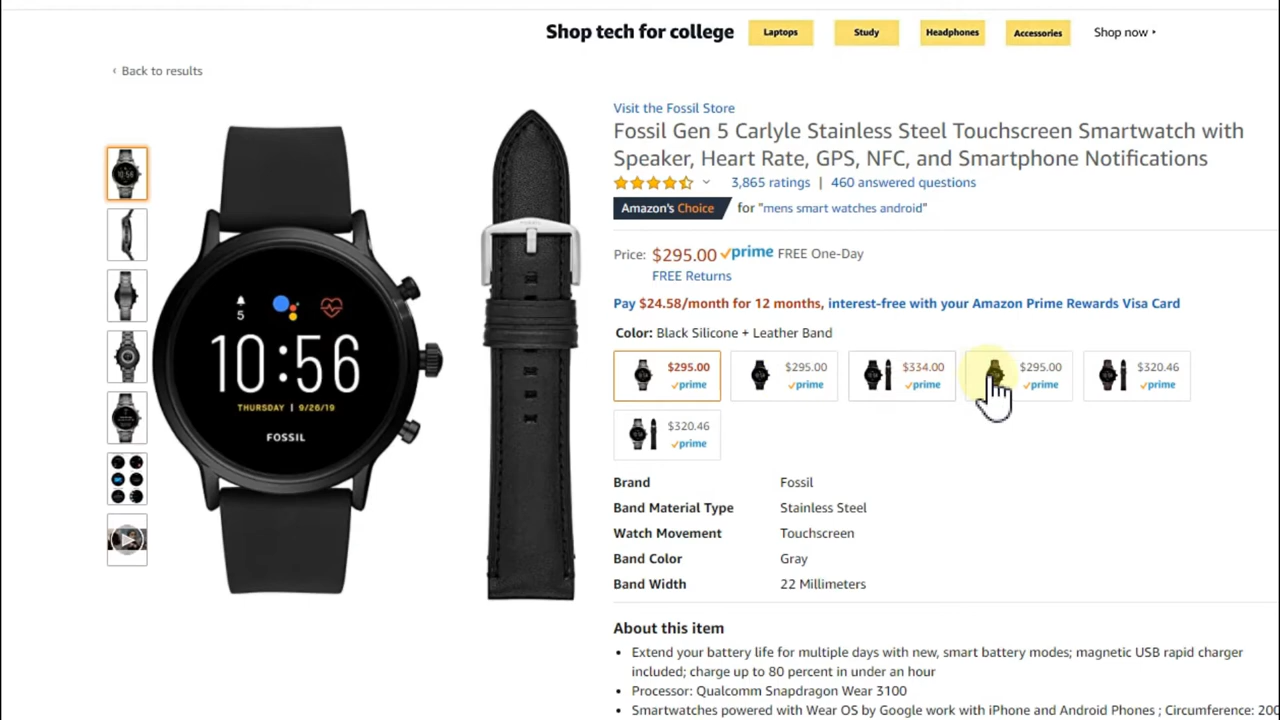 Shop tech for college
Laptops
Study
Headphones
Accessories
Shop now ▸
‹ Back to results
5
10:56
THURSDAY | 9/26/19
FOSSIL
Visit the Fossil Store
Fossil Gen 5 Carlyle Stainless Steel Touchscreen Smartwatch with
Speaker, Heart Rate, GPS, NFC, and Smartphone Notifications
3,865 ratings | 460 answered questions
Amazon's Choice for "mens smart watches android"
Price: $295.00 prime FREE One-Day
FREE Returns
Pay $24.58/month for 12 months, interest-free with your Amazon Prime Rewards Visa Card
Color: Black Silicone + Leather Band
$295.00
prime
$295.00
prime
$334.00
prime
$295.00
prime
$320.46
prime
$320.46
prime
Brand Fossil
Band Material Type Stainless Steel
Watch Movement Touchscreen
Band Color Gray
Band Width 22 Millimeters
About this item
• Extend your battery life for multiple days with new, smart battery modes; magnetic USB rapid charger
included; charge up to 80 percent in under an hour
• Processor: Qualcomm Snapdragon Wear 3100
• Smartwatches powered with Wear OS by Google work with iPhone and Android Phones ; Circumference: 200